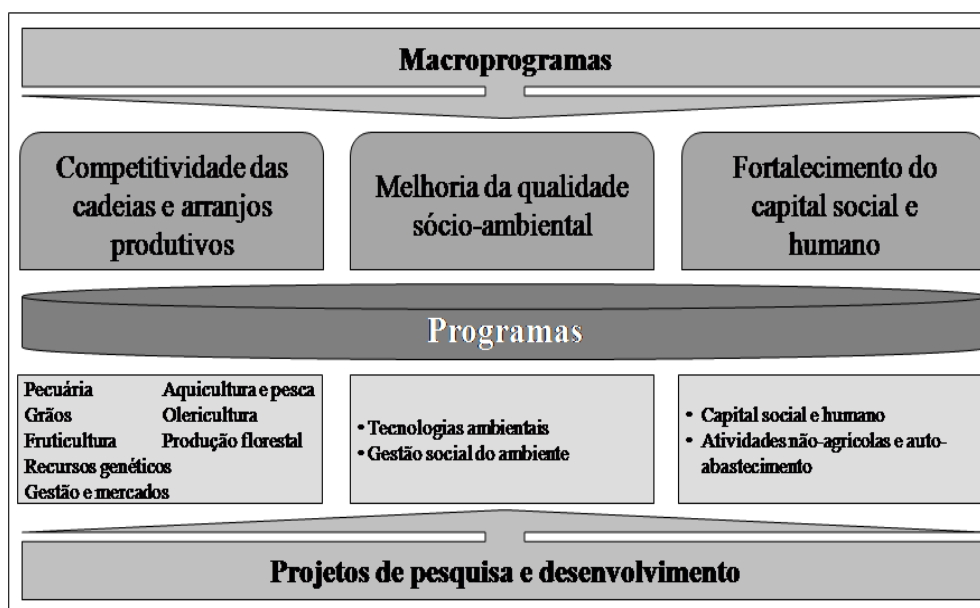 Macroprogramas
Competitividade das
cadeias e arranjos
produtivos
Melhoria da qualidade
sócio-ambiental
Fortalecimento do
capital social e
humano
Programas
Pecuária Aquicultura e pesca
Grãos Olericultura
Fruticultura Produção florestal
Recursos genéticos
Gestão e mercados
• Tecnologias ambientais
• Gestão social do ambiente
• Capital social e humano
• Atividades não-agrícolas e auto-
abastecimento
Projetos de pesquisa e desenvolvimento